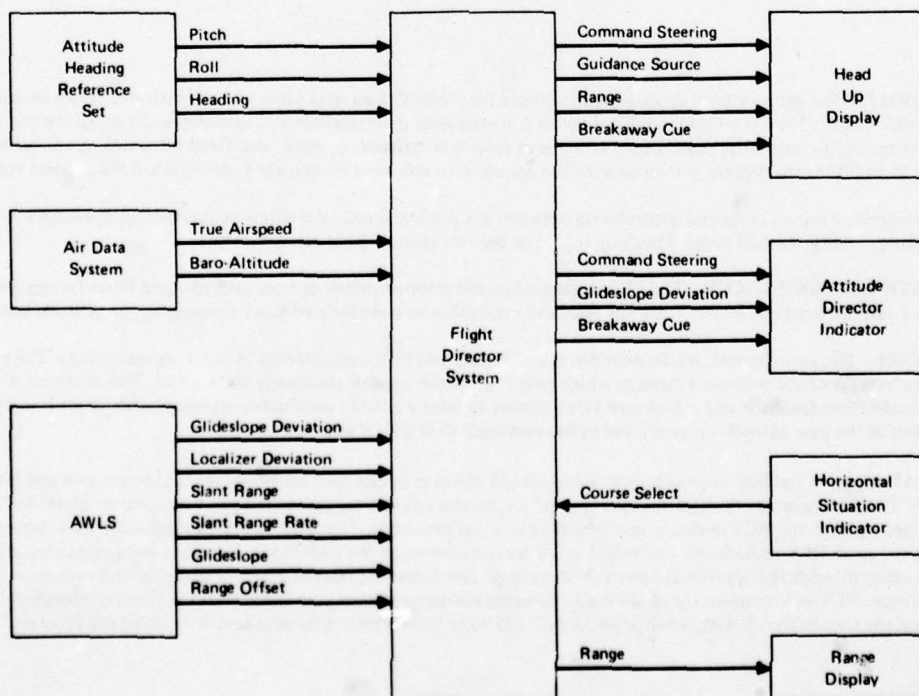 Attitude
Heading
Reference
Set
Pitch
Roll
Heading
Air Data
System
True Airspeed
Baro-Altitude
AWLS
Glideslope Deviation
Localizer Deviation
Slant Range
Slant Range Rate
Glideslope
Range Offset
Flight
Director
System
Command Steering
Guidance Source
Range
Breakaway Cue
Head
Up
Display
Command Steering
Glideslope Deviation
Breakaway Cue
Attitude
Director
Indicator
Course Select
Horizontal
Situation
Indicator
Range
Range
Display